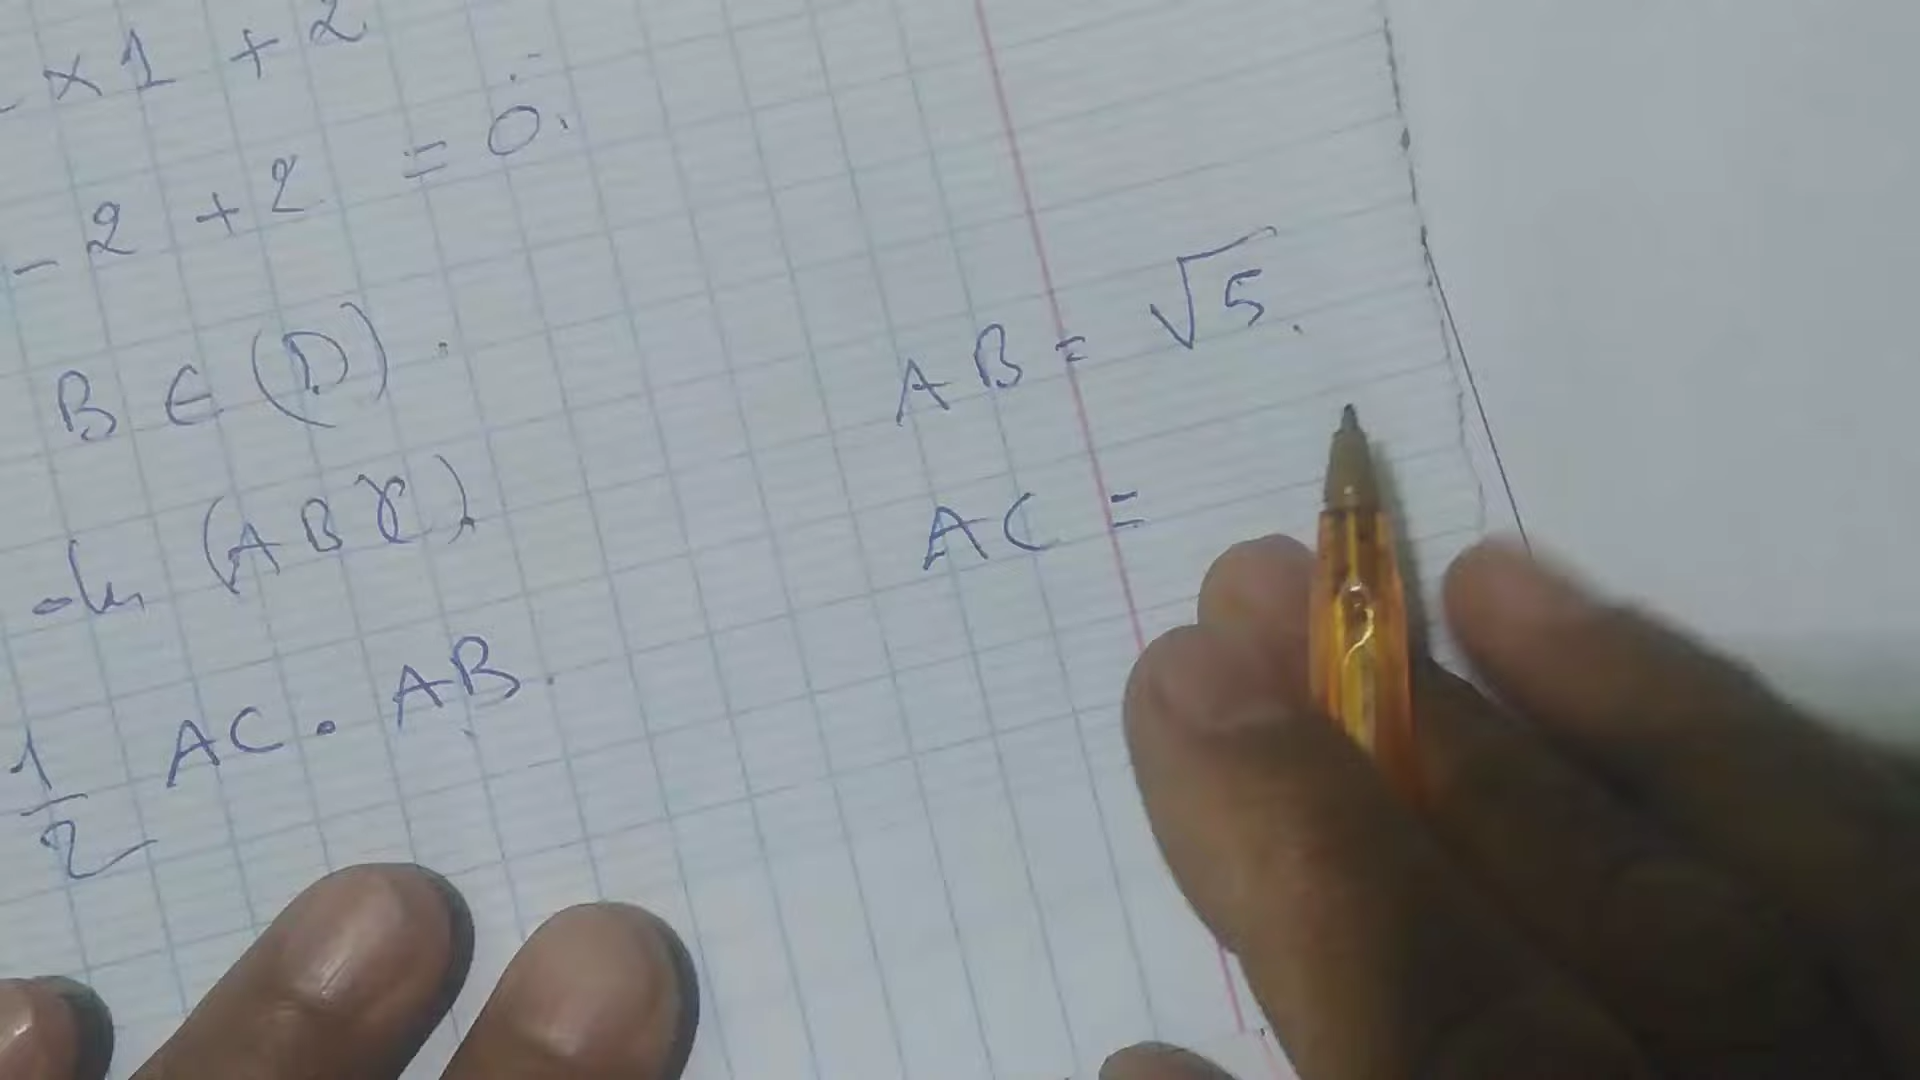 x 1 + 2
- 2 + 2 = 0.
B ∈ (D).
AB = √5.
(ABC)
AC =
1/2 AC . AB.